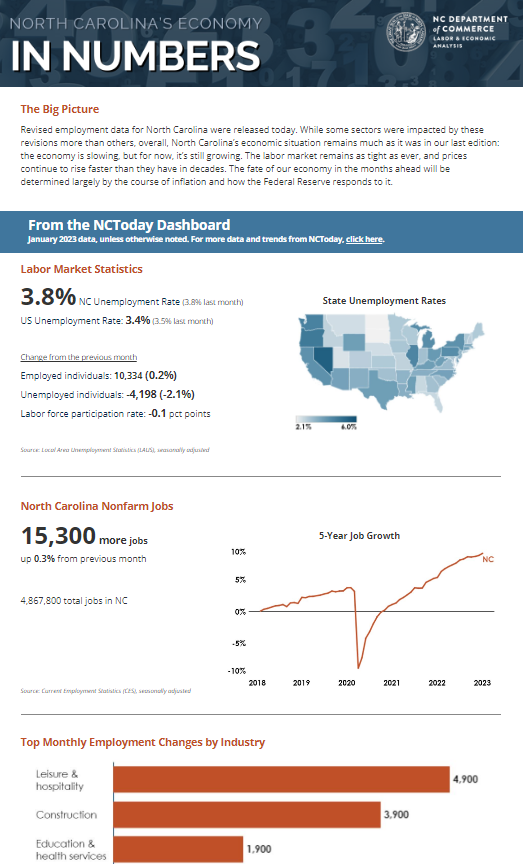 NORTH CAROLINA'S ECONOMY
IN NUMBERS
NC DEPARTMENT
of COMMERCE
LABOR & ECONOMIC
ANALYSIS
The Big Picture
Revised employment data for North Carolina were released today. While some sectors were impacted by these
revisions more than others, overall, North Carolina's economic situation remains much as it was in our last edition:
the economy is slowing, but for now, it's still growing. The labor market remains as tight as ever, and prices
continue to rise faster than they have in decades. The fate of our economy in the months ahead will be
determined largely by the course of inflation and how the Federal Reserve responds to it.
From the NCToday Dashboard
January 2023 data, unless otherwise noted. For more data and trends from NCToday, click here.
Labor Market Statistics
3.8% NC Unemployment Rate (3.8% last month)
US Unemployment Rate: 3.4% (3.5% last month)
Change from the previous month
Employed individuals: 10,334 (0.2%)
Unemployed individuals: -4,198 (-2.1%)
Labor force participation rate: -0.1 pct points
Source: Local Area Unemployment Statistics (LAUS), seasonally adjusted
State Unemployment Rates
2.1% 6.0%
North Carolina Nonfarm Jobs
15,300 more jobs
up 0.3% from previous month
4,867,800 total jobs in NC
Source: Current Employment Statistics (CES), seasonally adjusted
5-Year Job Growth
10%
5%
0%
-5%
-10%
NC
2018 2019 2020 2021 2022 2023
Top Monthly Employment Changes by Industry
Leisure &
hospitality
4,900
Construction
3,900
Education &
health services
1,900